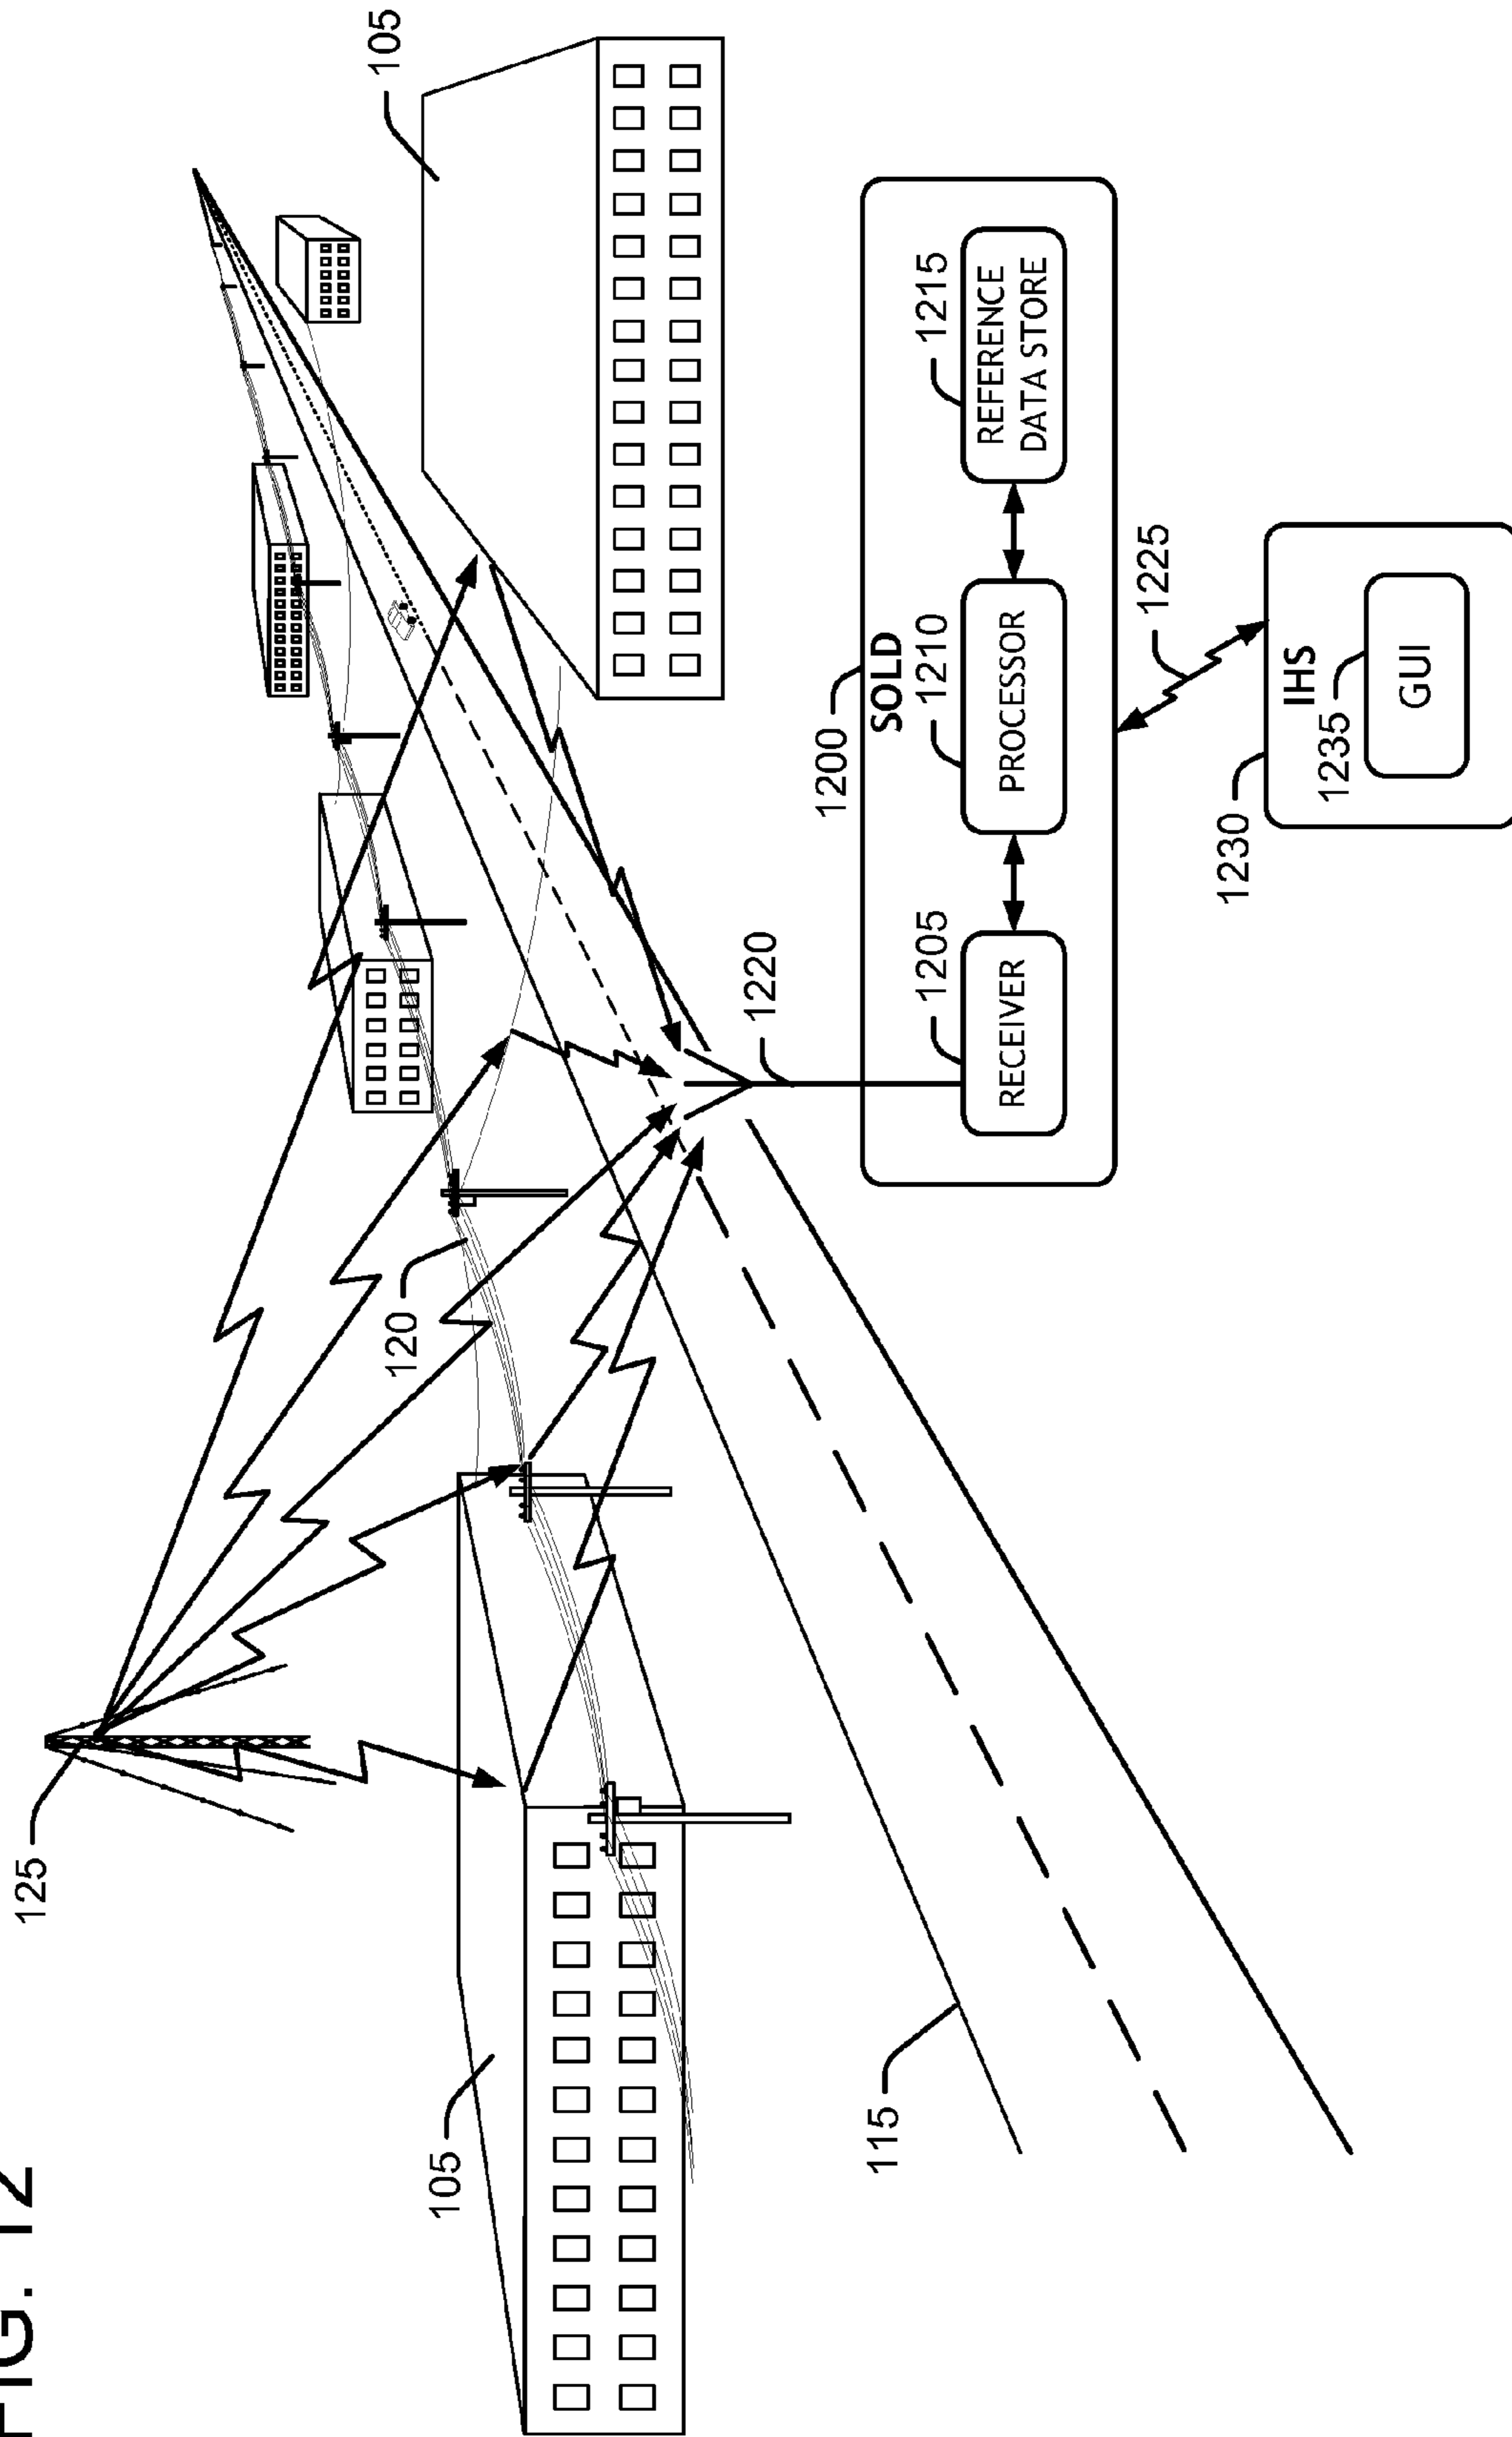 FIG. 12
125
105
120
105
1220
1200
115
SOLD
1205
1210
1215
RECEIVER
PROCESSOR
REFERENCE
DATA STORE
1225
1230
IHS
1235
GUI